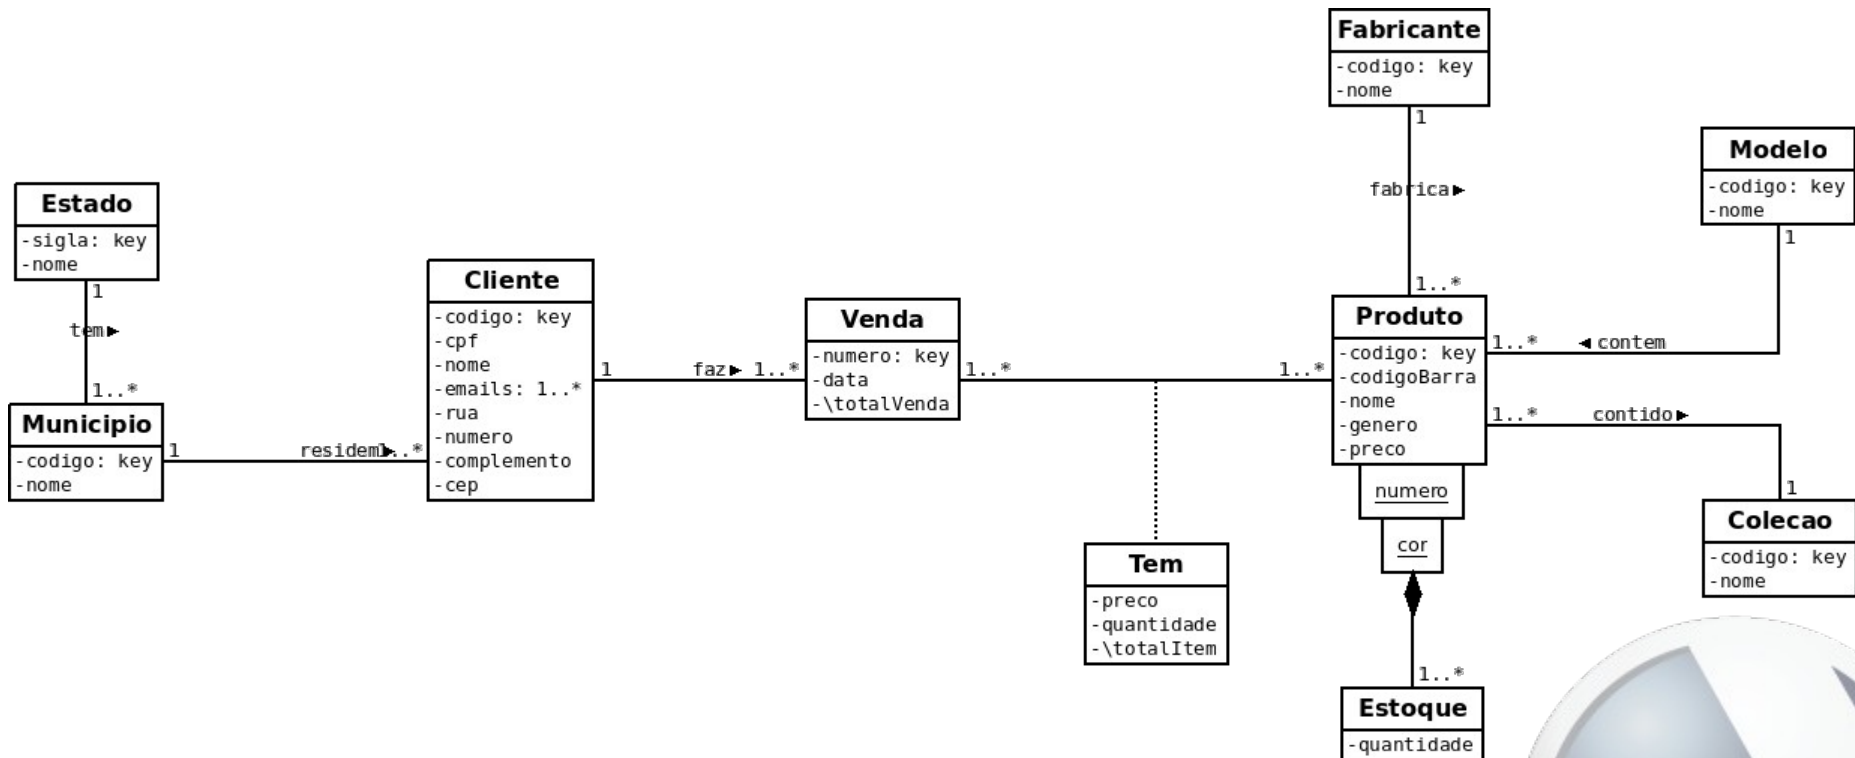 Fabricante
-codigo: key
-nome
1
fabrica►
1..*
Modelo
-codigo: key
-nome
1
Estado
-sigla: key
-nome
1
tem►
1..*
Municipio
-codigo: key
-nome
1
residem►
1..*
Cliente
-codigo: key
-cpf
-nome
-emails: 1..*
-rua
-numero
-complemento
-cep
1
faz► 1..*
Venda
-numero: key
-data
-\totalVenda
1..*
1..*
Tem
-preco
-quantidade
-\totalItem
Produto
-codigo: key
-codigoBarra
-nome
-genero
-preco
numero
cor
1..*
◄contem
1..*
contido►
1
Colecao
-codigo: key
-nome
1..*
Estoque
-quantidade